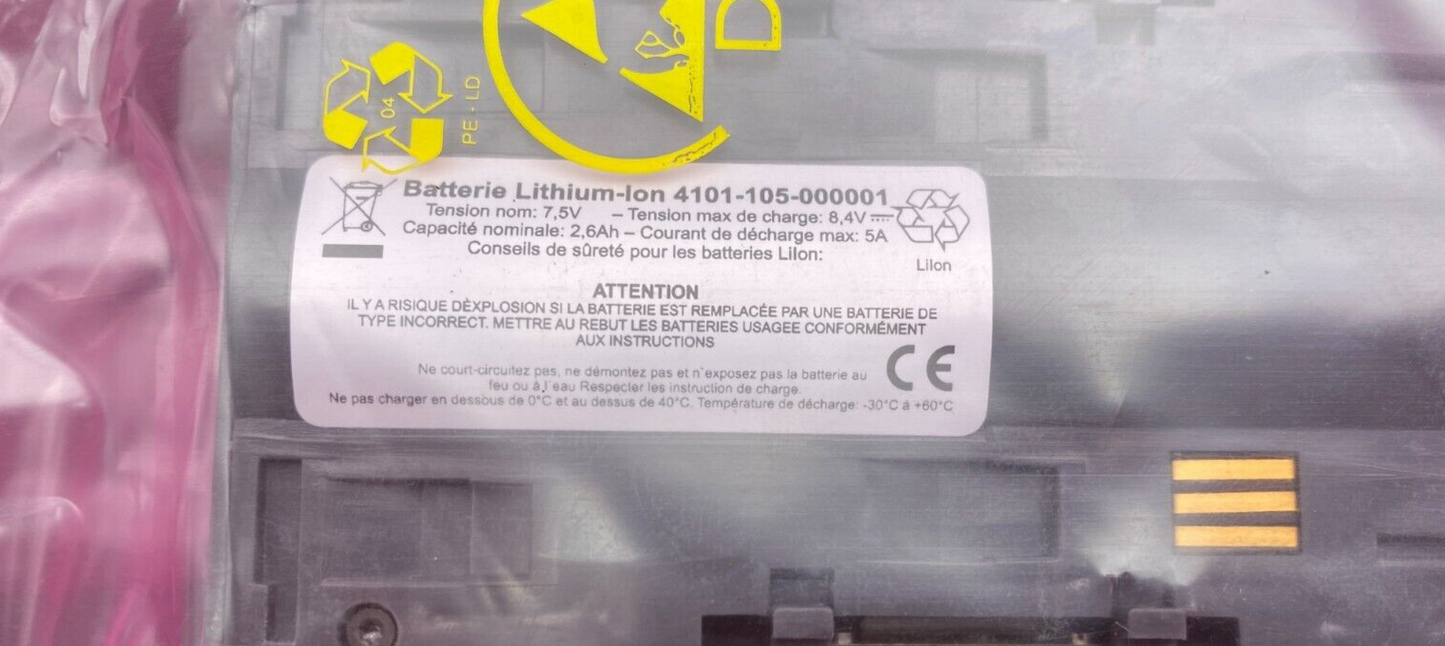 D
04
PE-LD
Batterie Lithium-Ion 4101-105-000001
Tension nom: 7,5V – Tension max de charge: 8,4V
Capacité nominale: 2,6Ah – Courant de décharge max: 5A
Conseils de sûreté pour les batteries LiIon:
LiIon
ATTENTION
IL Y A RISIQUE DÈXPLOSION SI LA BATTERIE EST REMPLACÉE PAR UNE BATTERIE DE
TYPE INCORRECT. METTRE AU REBUT LES BATTERIES USAGEE CONFORMÉMENT
AUX INSTRUCTIONS
CE
Ne court-circuitez pas, ne démontez pas et n'exposez pas la batterie au
feu ou à l'eau Respecter les instruction de charge.
Ne pas charger en dessous de 0°C et au dessus de 40°C. Température de décharge: -30°C à +60°C